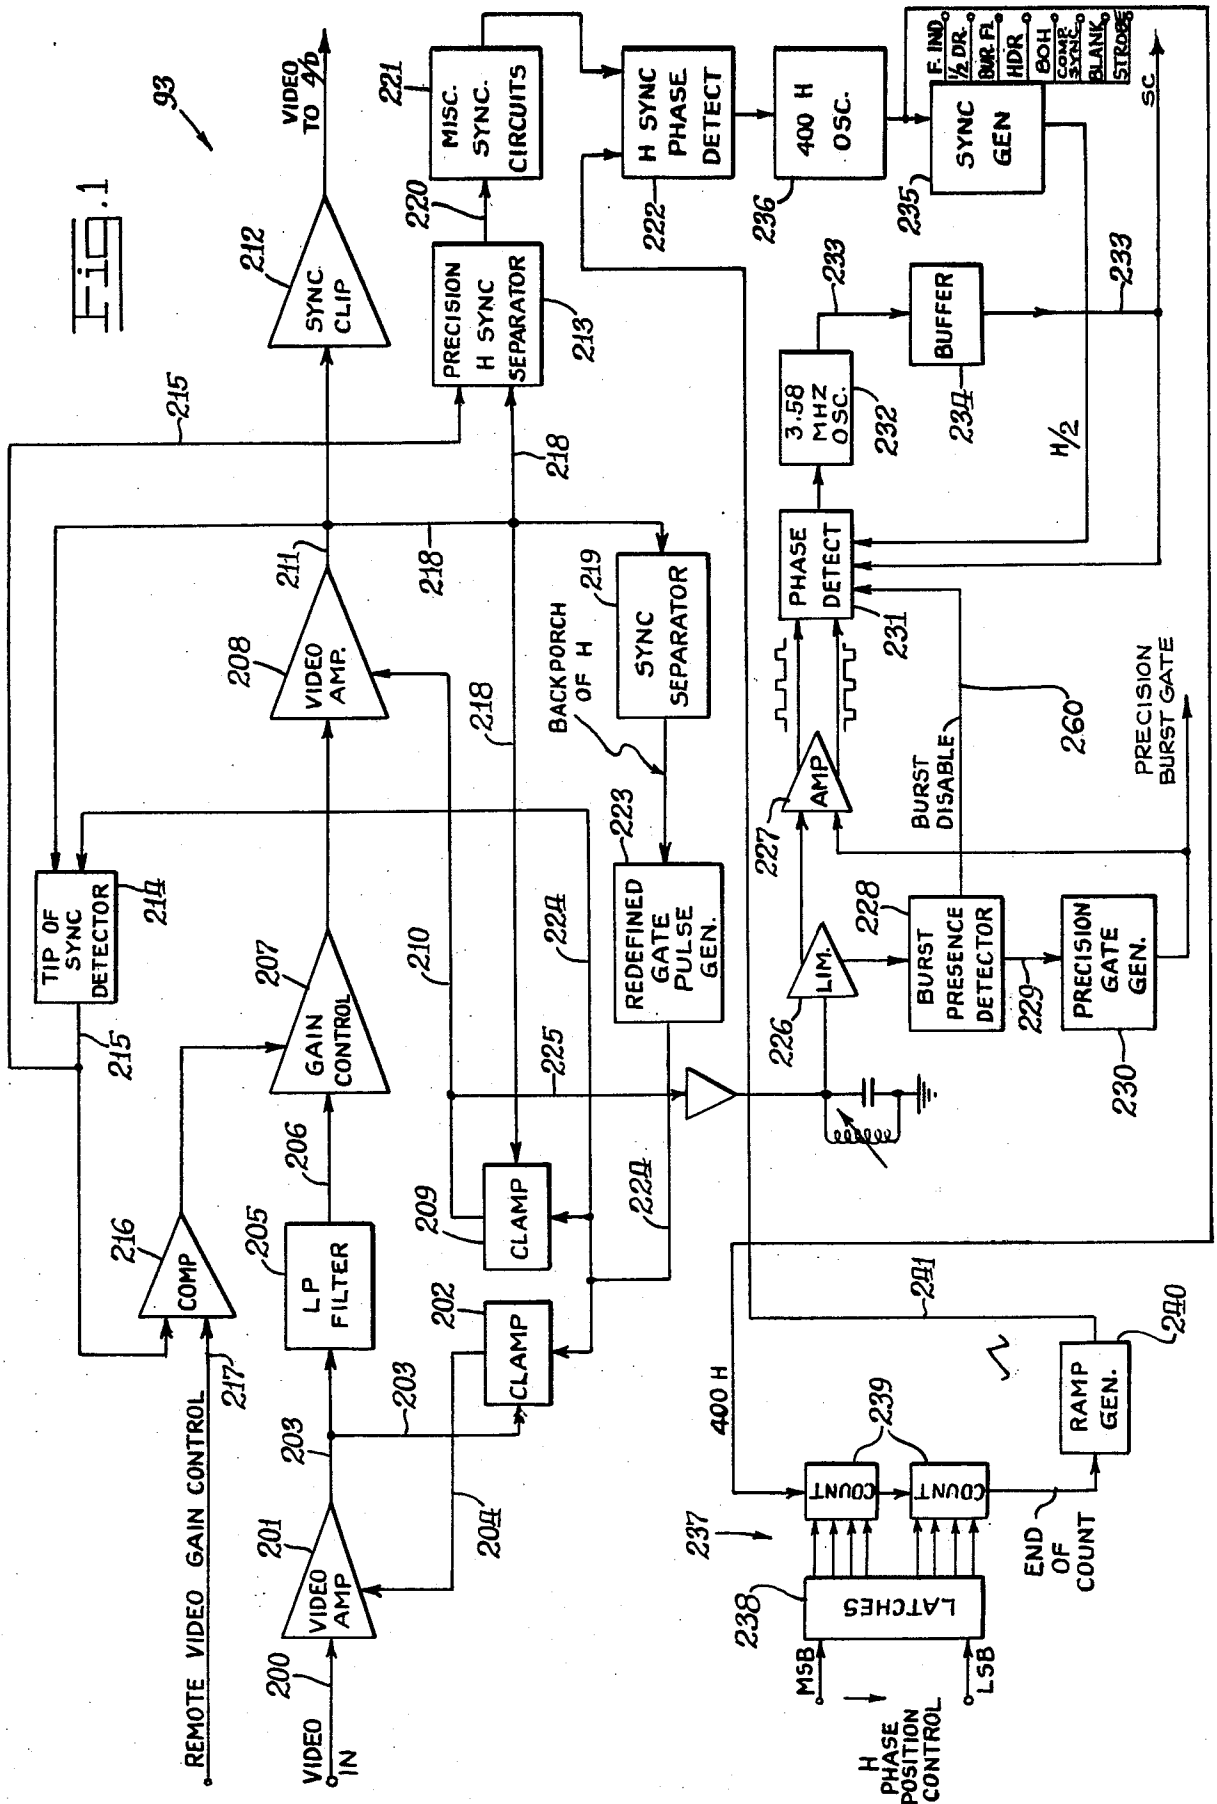 Fig.1
93
REMOTE VIDEO GAIN CONTROL
217
COMP
216
215
TIP OF
SYNC
DETECTOR
214
215
VIDEO
IN
200
VIDEO
AMP
201
203
203
204
LP
FILTER
205
206
GAIN
CONTROL
207
VIDEO
AMP.
208
211
SYNC.
CLIP
212
VIDEO
TO A/D
CLAMP
202
CLAMP
209
210
218
218
218
PRECISION
H SYNC
SEPARATOR
213
220
MISC.
SYNC.
CIRCUITS
221
224
224
225
REDEFINED
GATE
PULSE
GEN.
223
BACKPORCH
OF H
SYNC
SEPARATOR
219
H SYNC
PHASE
DETECT
222
400 H
OSC.
236
SYNC
GEN
235
F. IND
1/2 DR.
BUR. FL
HDR
BOH
COMP.
SYNC
BLANK
STROBE
SC
LIM.
226
AMP
227
PHASE
DETECT
231
3.58
MHZ
OSC.
232
233
BUFFER
234
233
H/2
BURST
PRESENCE
DETECTOR
228
229
BURST
DISABLE
260
PRECISION
GATE
GEN.
230
PRECISION
BURST GATE
400 H
237
MSB
LSB
H
PHASE
POSITION
CONTROL
LATCHES
238
COUNT
COUNT
239
END
OF
COUNT
RAMP
GEN.
240
241